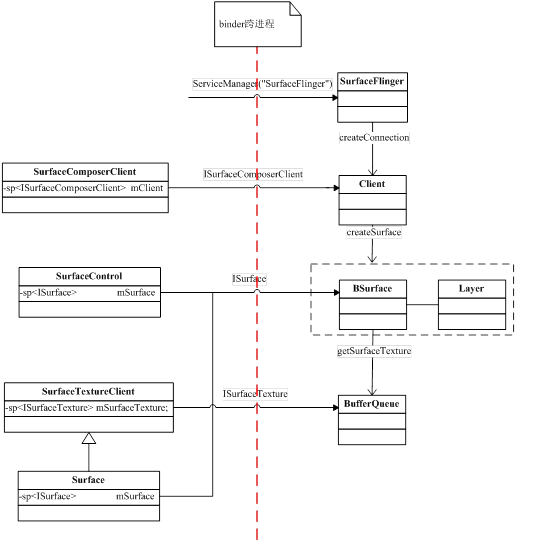 binder跨进程
ServiceManager("SurfaceFlinger")
SurfaceFlinger
createConnection
SurfaceComposerClient
-sp<ISurfaceComposerClient> mClient
ISurfaceComposerClient
Client
createSurface
SurfaceControl
-sp<ISurface> mSurface
ISurface
BSurface
Layer
getSurfaceTexture
SurfaceTextureClient
-sp<ISurfaceTexture> mSurfaceTexture;
ISurfaceTexture
BufferQueue
Surface
-sp<ISurface> mSurface